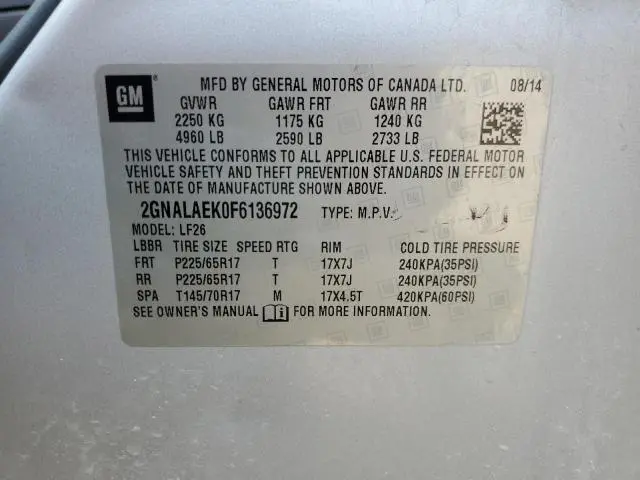 GM ® MFD BY GENERAL MOTORS OF CANADA LTD. 08/14
GVWR GAWR FRT GAWR RR
2250 KG 1175 KG 1240 KG
4960 LB 2590 LB 2733 LB
THIS VEHICLE CONFORMS TO ALL APPLICABLE U.S. FEDERAL MOTOR
VEHICLE SAFETY AND THEFT PREVENTION STANDARDS IN EFFECT ON
THE DATE OF MANUFACTURE SHOWN ABOVE.
2GNALAEK0F6136972 TYPE: M.P.V.
MODEL: LF26
LBBR TIRE SIZE SPEED RTG RIM COLD TIRE PRESSURE
FRT P225/65R17 T 17X7J 240KPA(35PSI)
RR P225/65R17 T 17X7J 240KPA(35PSI)
SPA T145/70R17 M 17X4.5T 420KPA(60PSI)
SEE OWNER'S MANUAL FOR MORE INFORMATION.